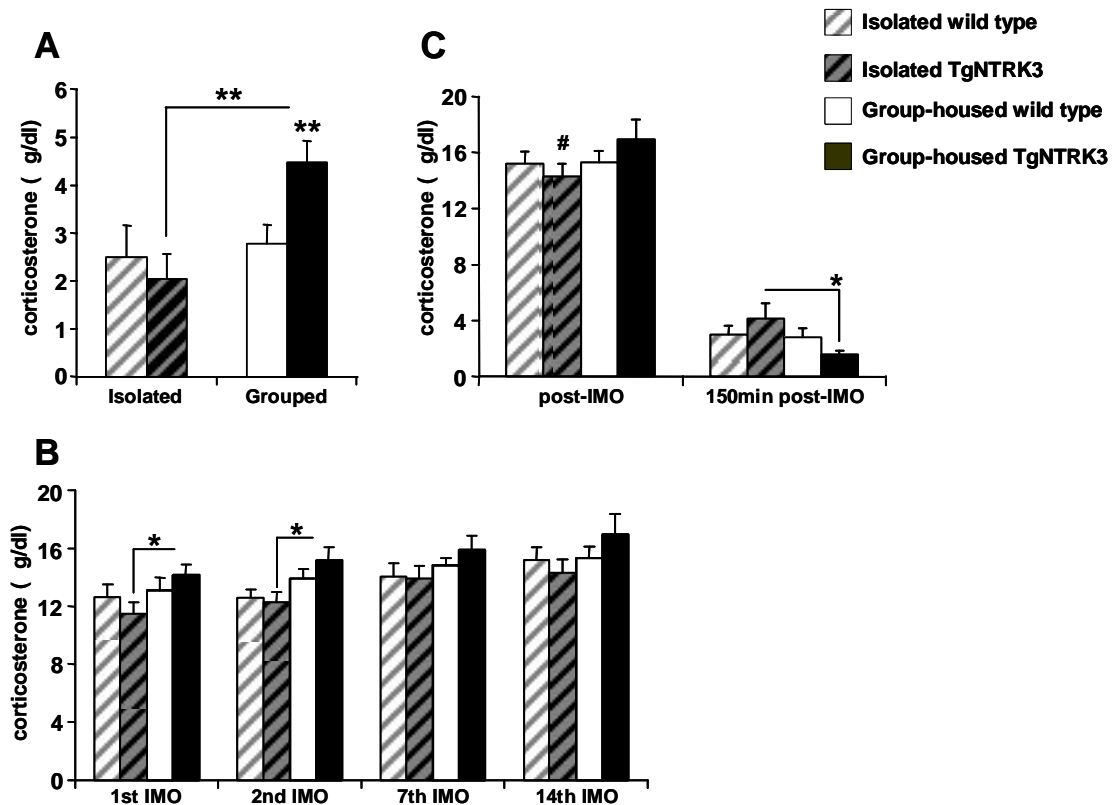 Isolated wild type
Isolated TgNTRK3
Group-housed wild type
Group-housed TgNTRK3
A
corticosterone ( g/dl)
6
5
4
3
2
1
0
**
**
Isolated Grouped
C
corticosterone ( g/dl)
20
16
12
8
4
0
#
*
post-IMO 150min post-IMO
B
corticosterone ( g/dl)
20
16
12
8
4
0
*
*
1st IMO 2nd IMO 7th IMO 14th IMO